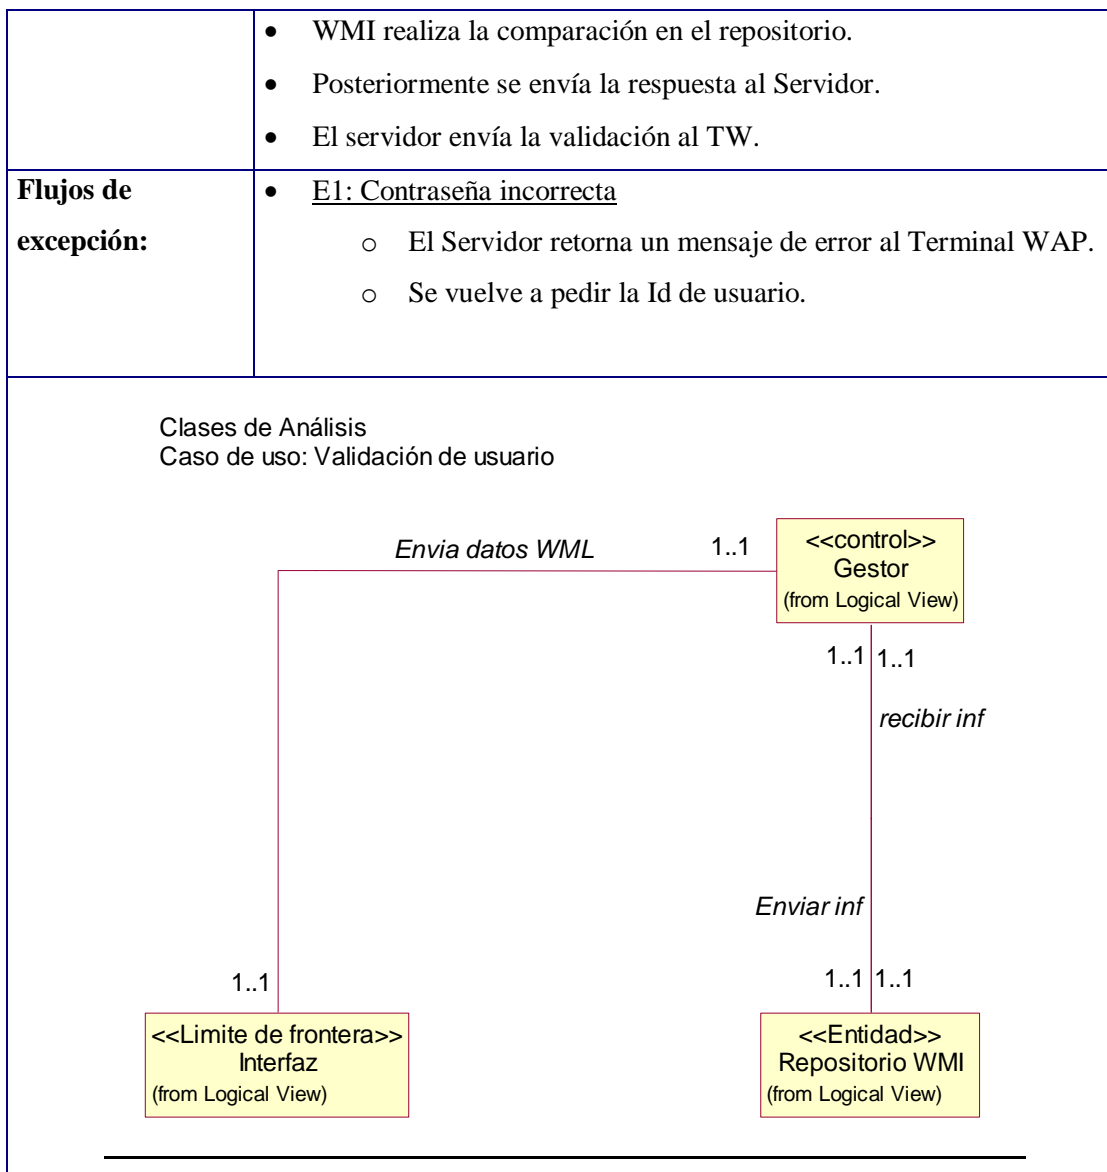 • WMI realiza la comparación en el repositorio.
• Posteriormente se envía la respuesta al Servidor.
• El servidor envía la validación al TW.
Flujos de
excepción:
• E1: Contraseña incorrecta
o El Servidor retorna un mensaje de error al Terminal WAP.
o Se vuelve a pedir la Id de usuario.
Clases de Análisis
Caso de uso: Validación de usuario
Envia datos WML
1..1
<<control>>
Gestor
(from Logical View)
1..1 1..1
recibir inf
Enviar inf
1..1
1..1 1..1
<<Limite de frontera>>
Interfaz
(from Logical View)
<<Entidad>>
Repositorio WMI
(from Logical View)